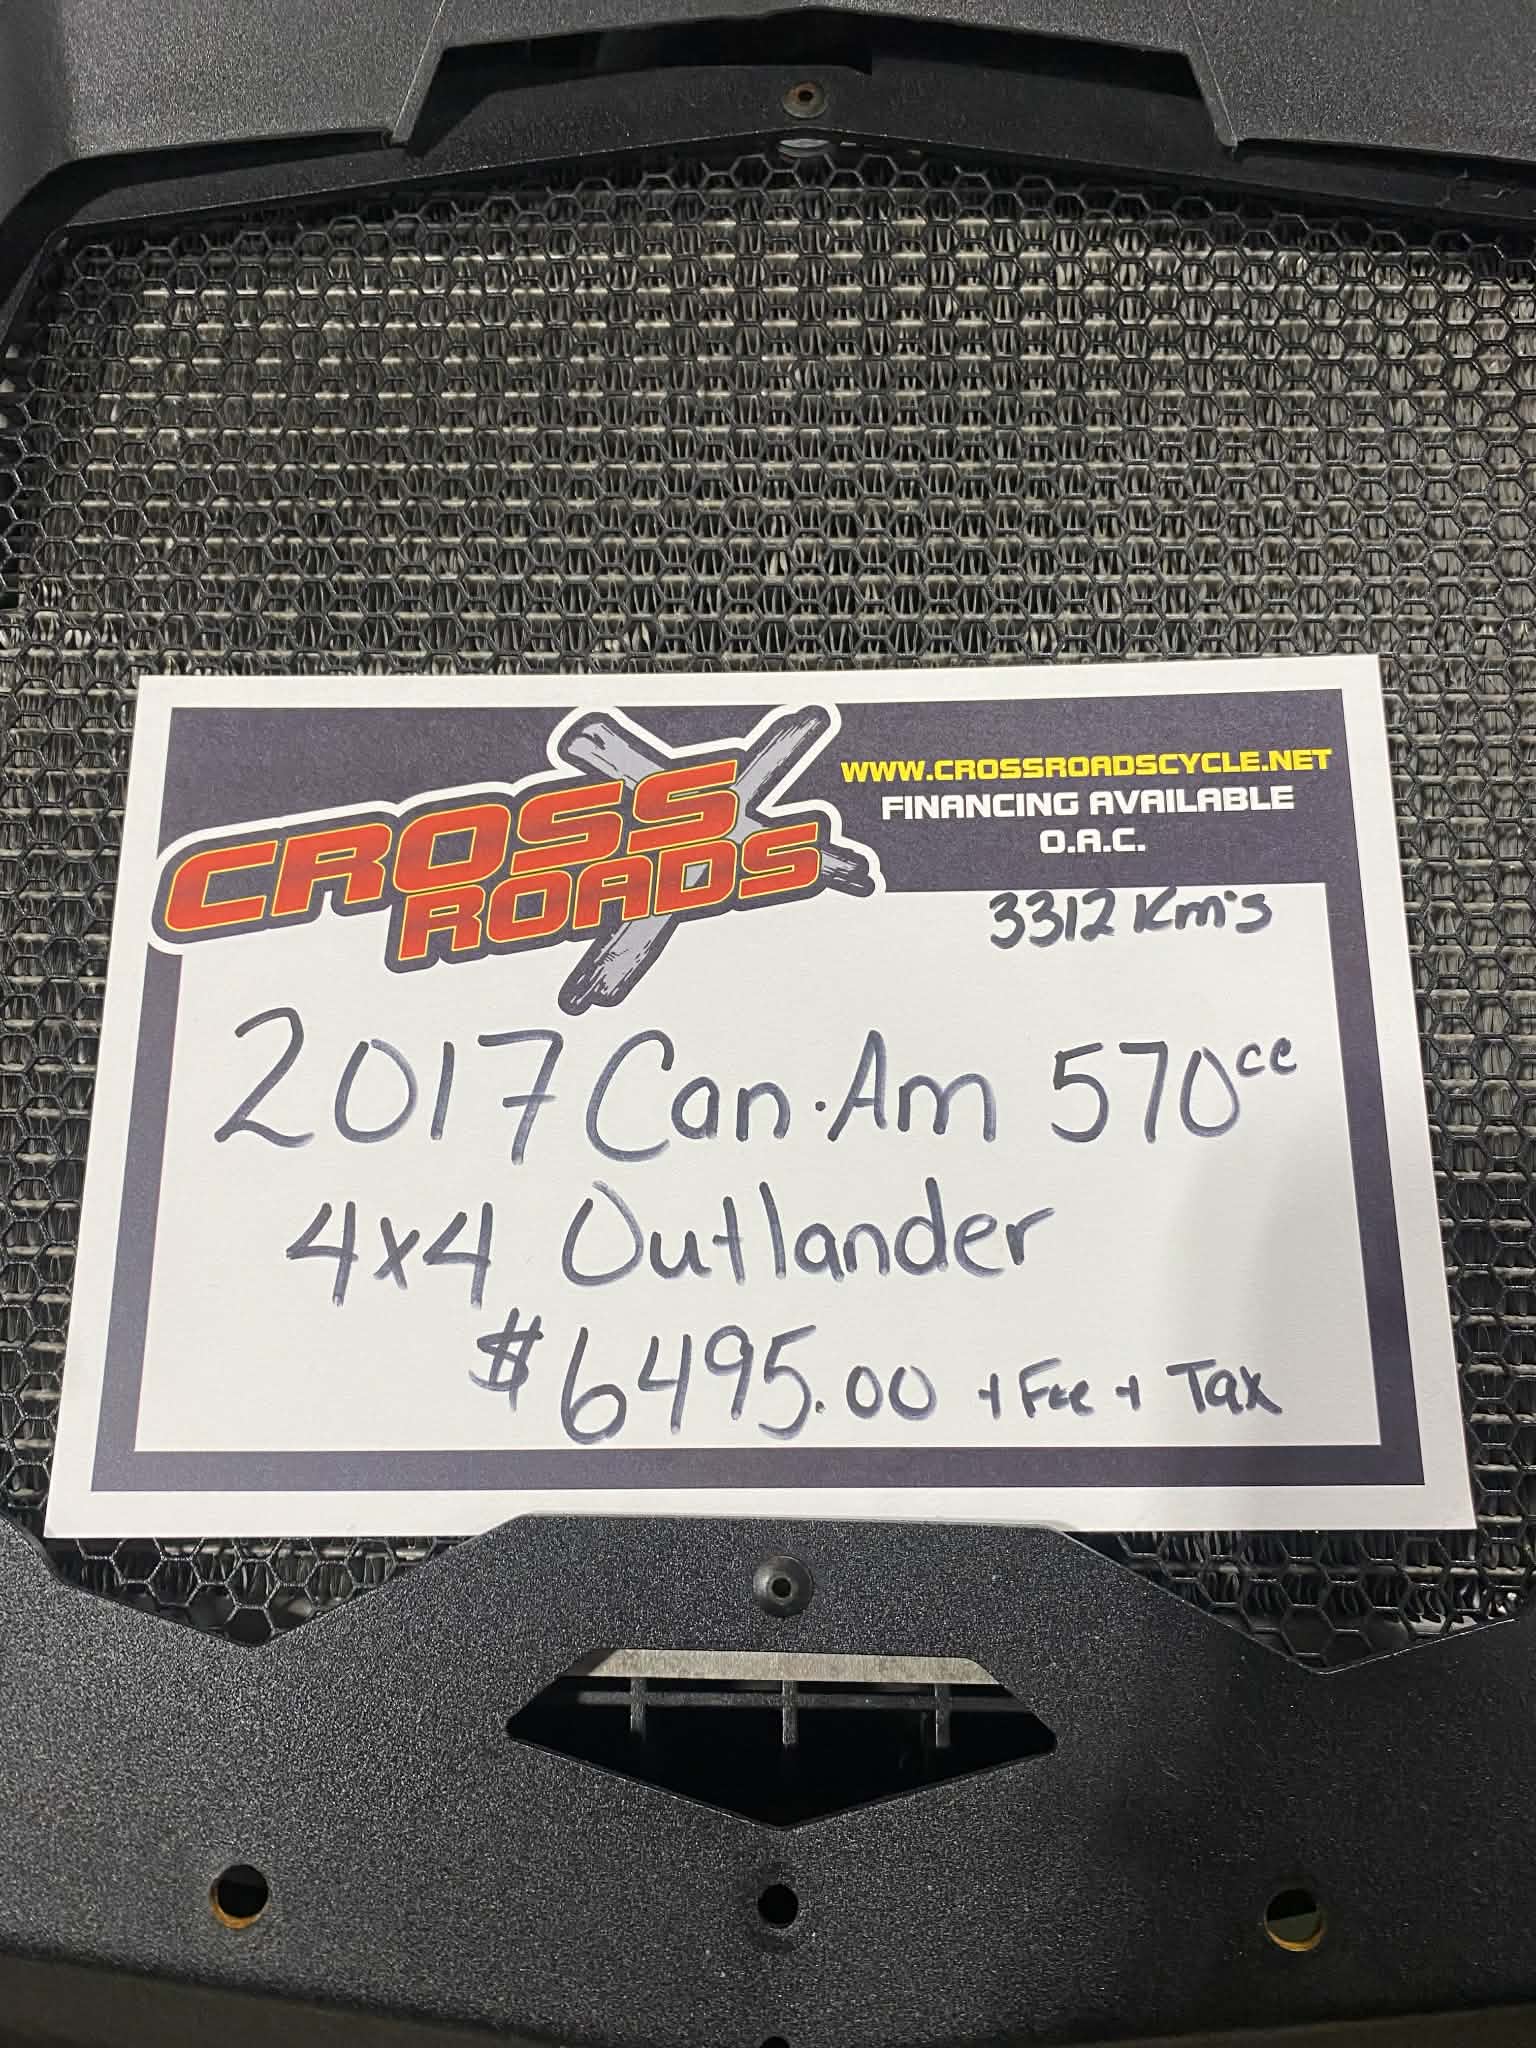 CROSS
ROADS
WWW.CROSSROADSCYCLE.NET
FINANCING AVAILABLE
O.A.C.
3312 Km's
2017 Can-Am 570cc
4x4 Outlander
$6495.00 + Fee + Tax